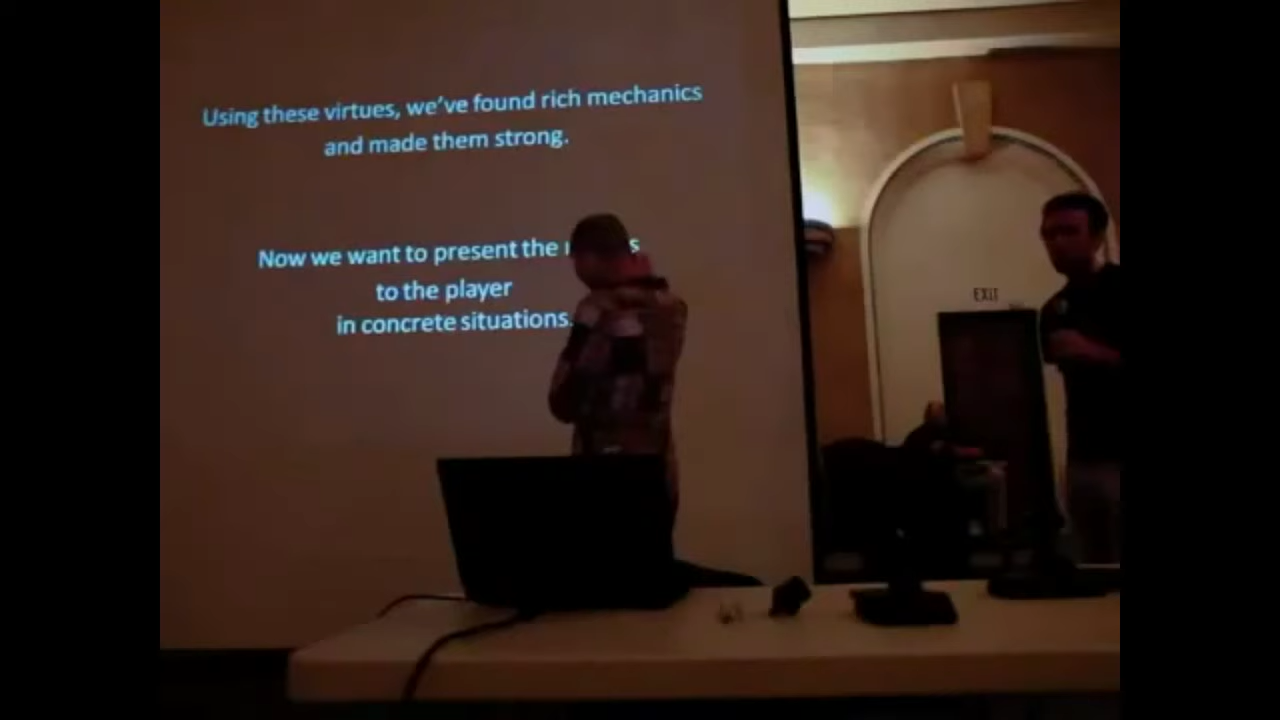 Using these virtues, we've found rich mechanics
and made them strong.
Now we want to present the
to the player
in concrete situations.
EXIT